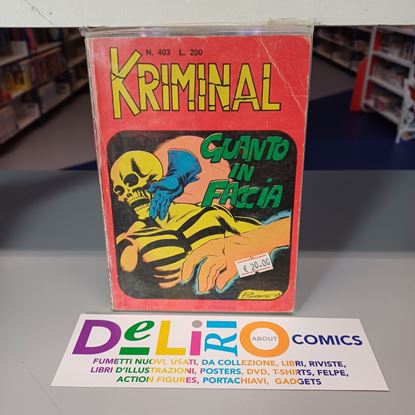 N. 403 L. 200
KRIMINAL
GUANTO
IN
FACCIA
€ 20.00
DeLiRiO ABOUT COMICS
FUMETTI NUOVI, USATI, DA COLLEZIONE, LIBRI, RIVISTE,
LIBRI D'ILLUSTRAZIONI, POSTERS, DVD, T-SHIRTS, FELPE,
ACTION FIGURES, PORTACHIAVI, GADGETS